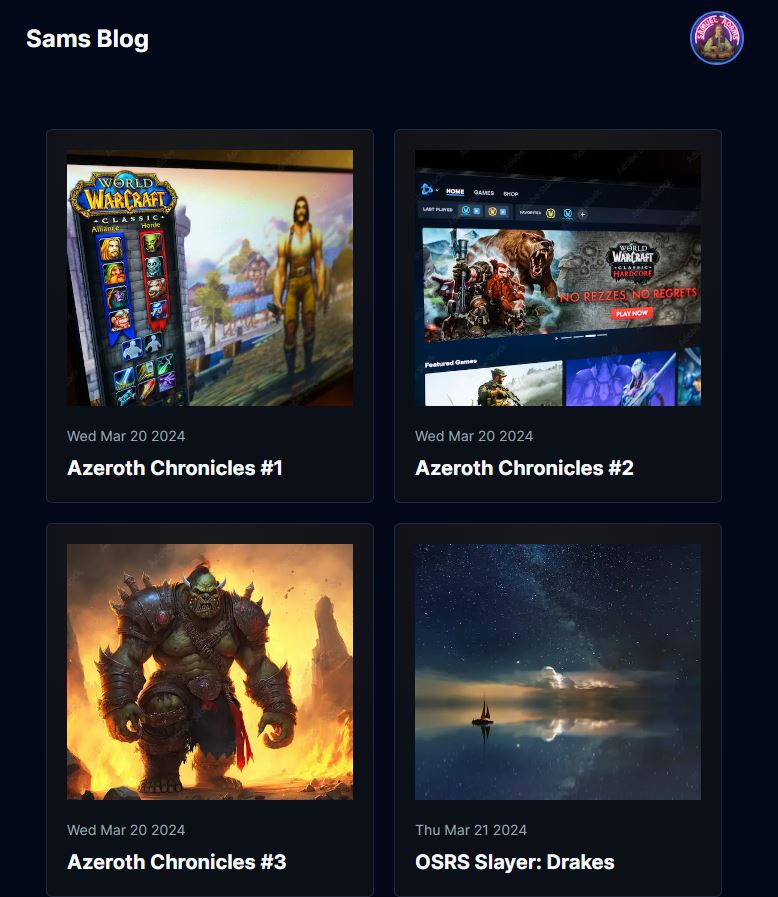 Sams Blog
SAMUEL ADAMS
WORLD
WARCRAFT
CLASSIC
Alliance Horde
HOME GAMES SHOP
LAST PLAYED FAVORITES
WORLD
WARCRAFT
CLASSIC
HARDCORE
NO REZZES, NO REGRETS
PLAY NOW
Featured Games
Wed Mar 20 2024
Azeroth Chronicles #1
Wed Mar 20 2024
Azeroth Chronicles #2
Wed Mar 20 2024
Azeroth Chronicles #3
Thu Mar 21 2024
OSRS Slayer: Drakes